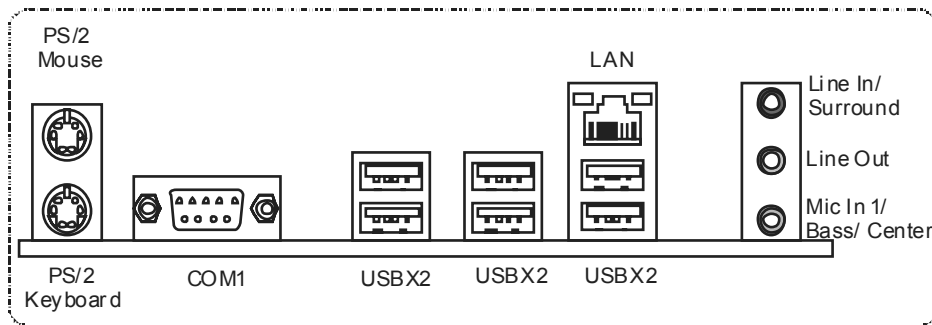 PS/2
Mouse
LAN
Line In/
Surround
Line Out
Mic In 1/
Bass/ Center
PS/2
Keyboard
COM1
USBX2
USBX2
USBX2